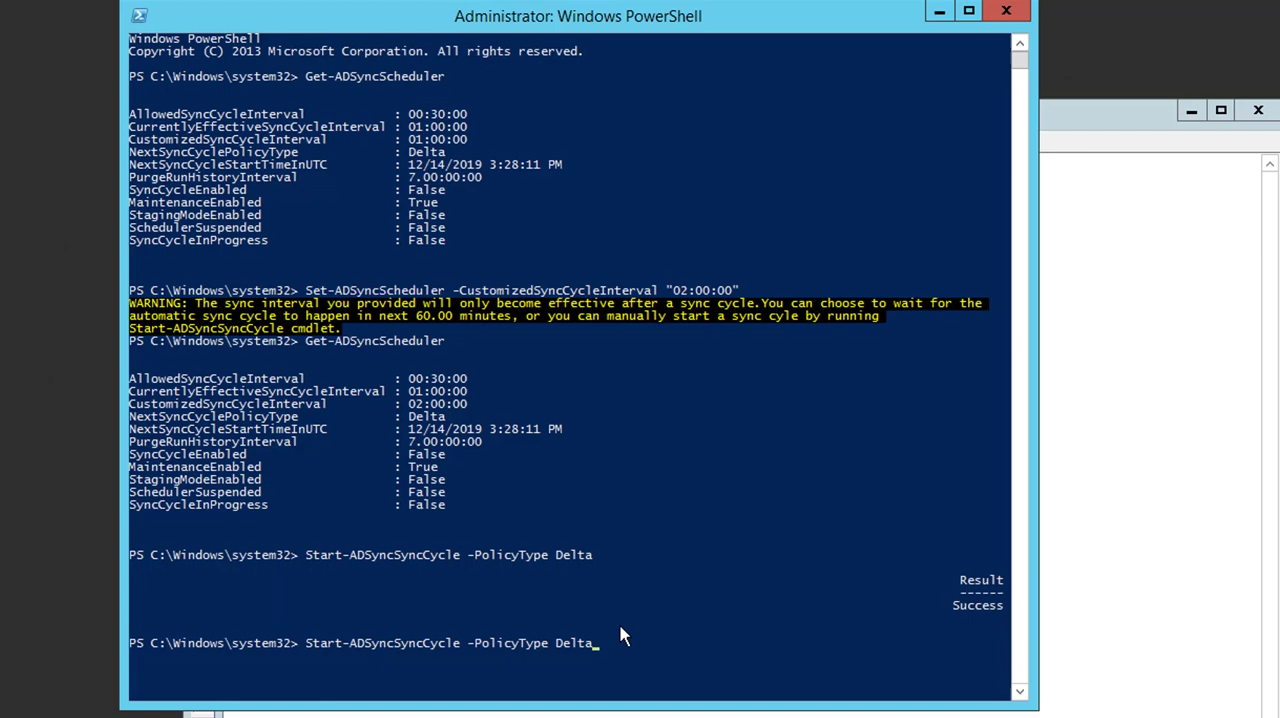 Administrator: Windows PowerShell
Windows PowerShell
Copyright (C) 2013 Microsoft Corporation. All rights reserved.
PS C:\Windows\system32> Get-ADSyncScheduler
AllowedSyncCycleInterval : 00:30:00
CurrentlyEffectiveSyncCycleInterval : 01:00:00
CustomizedSyncCycleInterval : 01:00:00
NextSyncCyclePolicyType : Delta
NextSyncCycleStartTimeInUTC : 12/14/2019 3:28:11 PM
PurgeRunHistoryInterval : 7.00:00:00
SyncCycleEnabled : False
MaintenanceEnabled : True
StagingModeEnabled : False
SchedulerSuspended : False
SyncCycleInProgress : False
PS C:\Windows\system32> Set-ADSyncScheduler -CustomizedSyncCycleInterval "02:00:00"
WARNING: The sync interval you provided will only become effective after a sync cycle.You can choose to wait for the
automatic sync cycle to happen in next 60.00 minutes, or you can manually start a sync cyle by running
Start-ADSyncSyncCycle cmdlet.
PS C:\Windows\system32> Get-ADSyncScheduler
AllowedSyncCycleInterval : 00:30:00
CurrentlyEffectiveSyncCycleInterval : 01:00:00
CustomizedSyncCycleInterval : 02:00:00
NextSyncCyclePolicyType : Delta
NextSyncCycleStartTimeInUTC : 12/14/2019 3:28:11 PM
PurgeRunHistoryInterval : 7.00:00:00
SyncCycleEnabled : False
MaintenanceEnabled : True
StagingModeEnabled : False
SchedulerSuspended : False
SyncCycleInProgress : False
PS C:\Windows\system32> Start-ADSyncSyncCycle -PolicyType Delta
Result
------
Success
PS C:\Windows\system32> Start-ADSyncSyncCycle -PolicyType Delta_